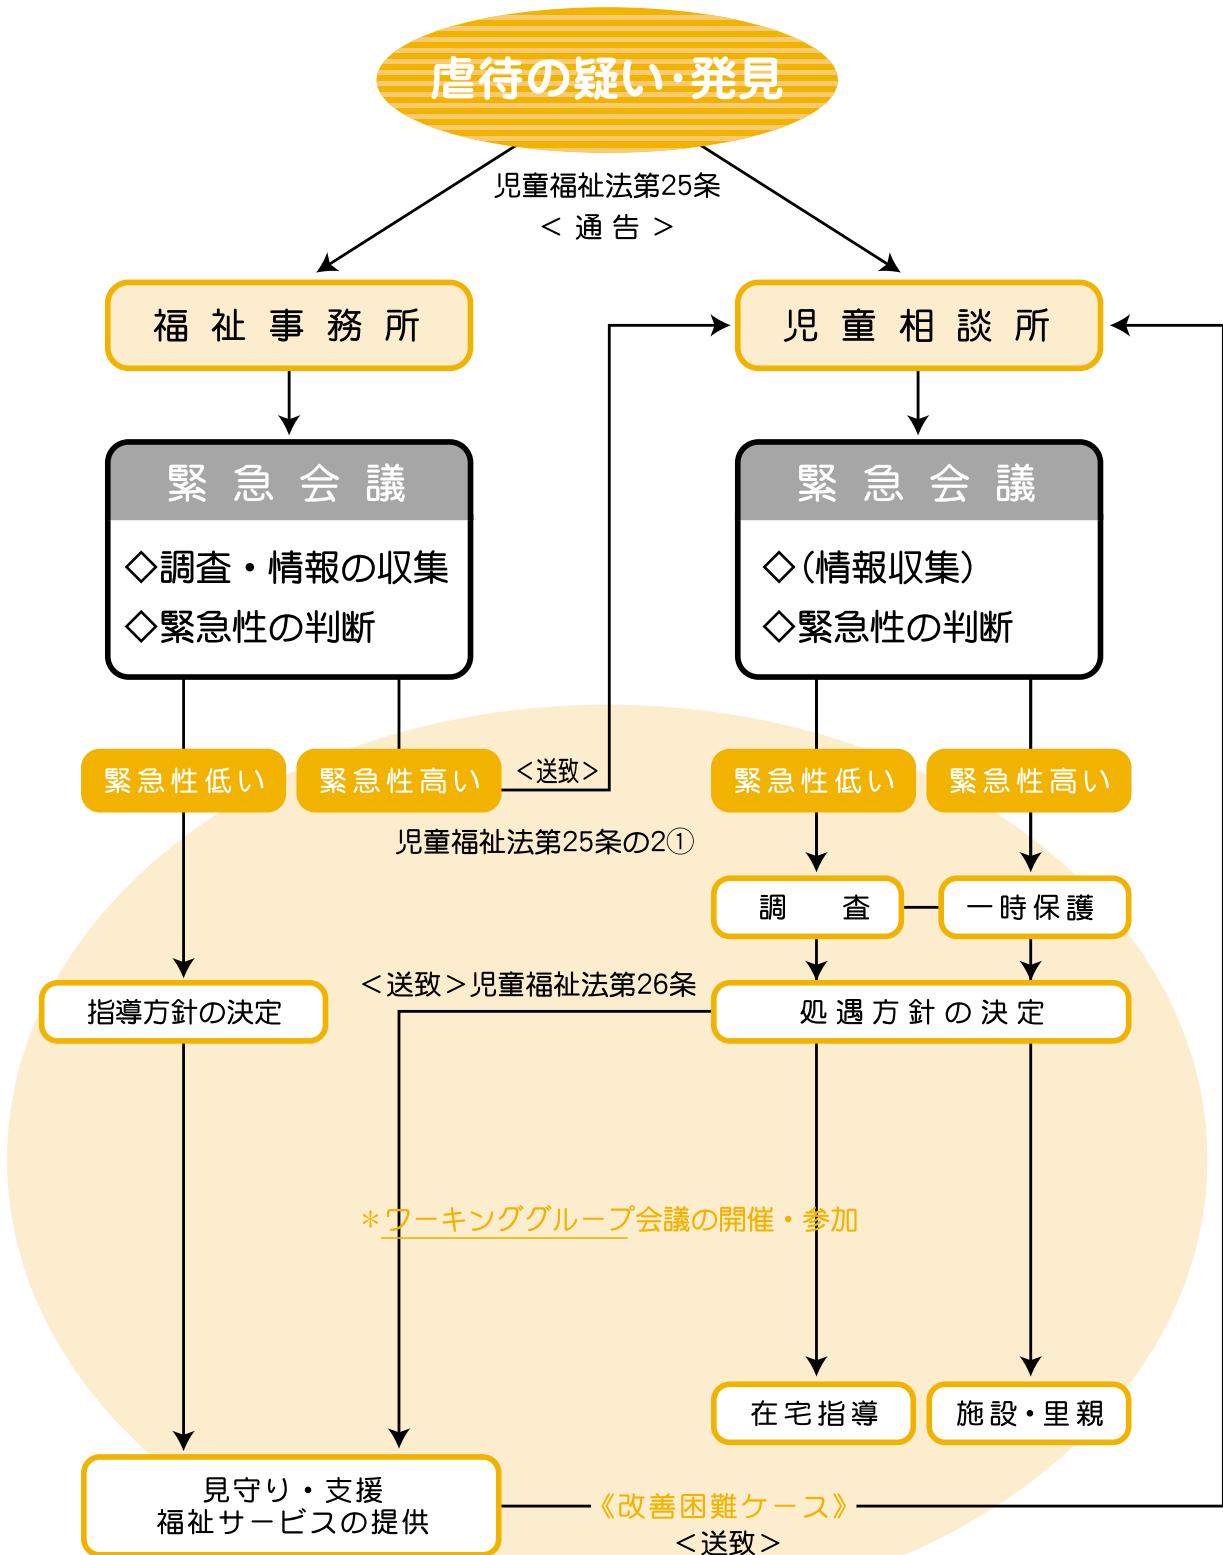 虐待の疑い・発見
児童福祉法第25条
＜ 通 告 ＞
福祉事務所
児童相談所
緊急会議
◇調査・情報の収集
◇緊急性の判断
緊急会議
◇(情報収集)
◇緊急性の判断
緊急性低い
緊急性高い
＜送致＞
緊急性低い
緊急性高い
児童福祉法第25条の2①
調　査
一時保護
＜送致＞児童福祉法第26条
指導方針の決定
処遇方針の決定
＊ワーキンググループ会議の開催・参加
在宅指導
施設・里親
見守り・支援
福祉サービスの提供
《改善困難ケース》
＜送致＞